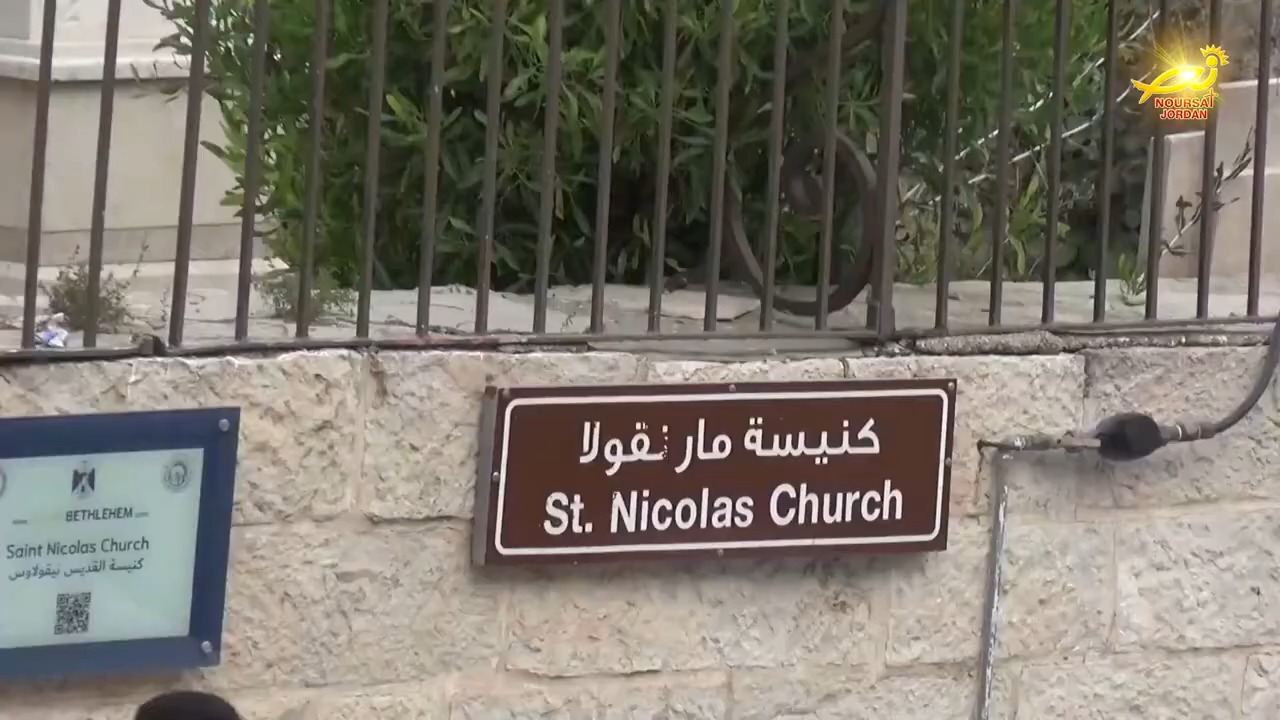 NOURSAT
JORDAN
كنيسة مار نقولا
St. Nicolas Church
BETHLEHEM
Saint Nicolas Church
كنيسة القديس نيقولاوس